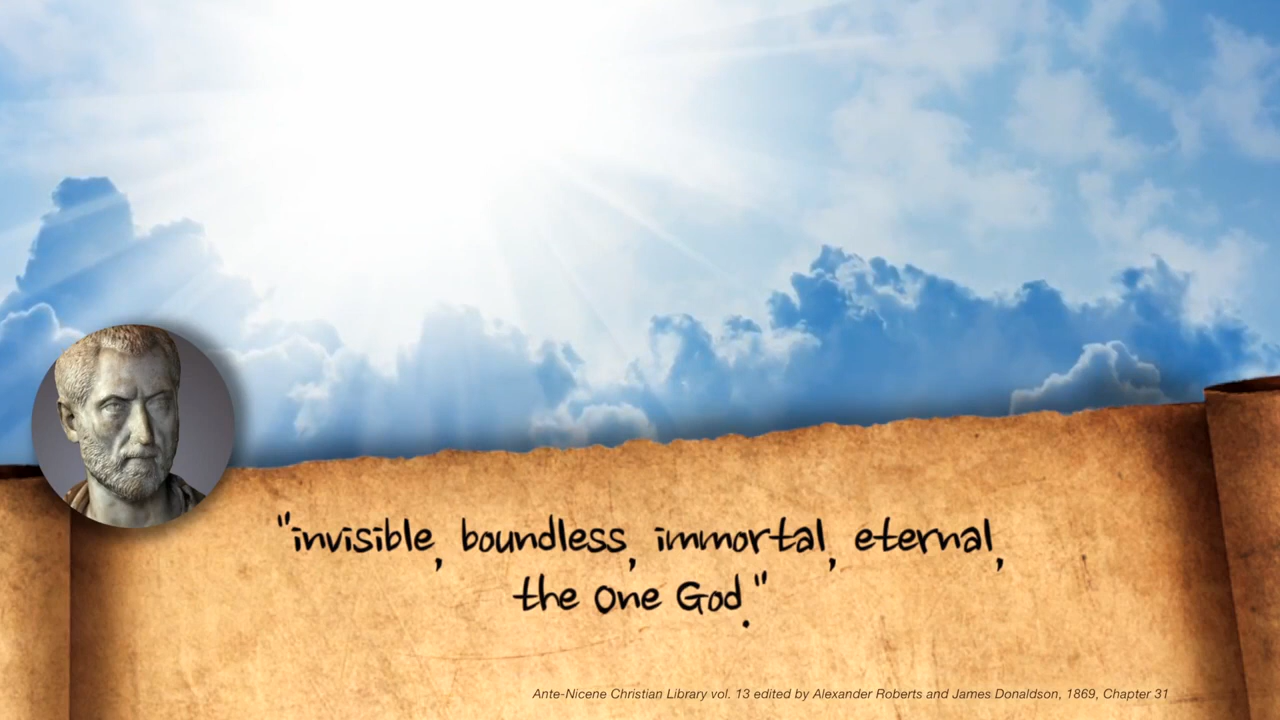 "invisible, boundless, immortal, eternal,
the One God."
Ante-Nicene Christian Library vol. 13 edited by Alexander Roberts and James Donaldson, 1869, Chapter 31